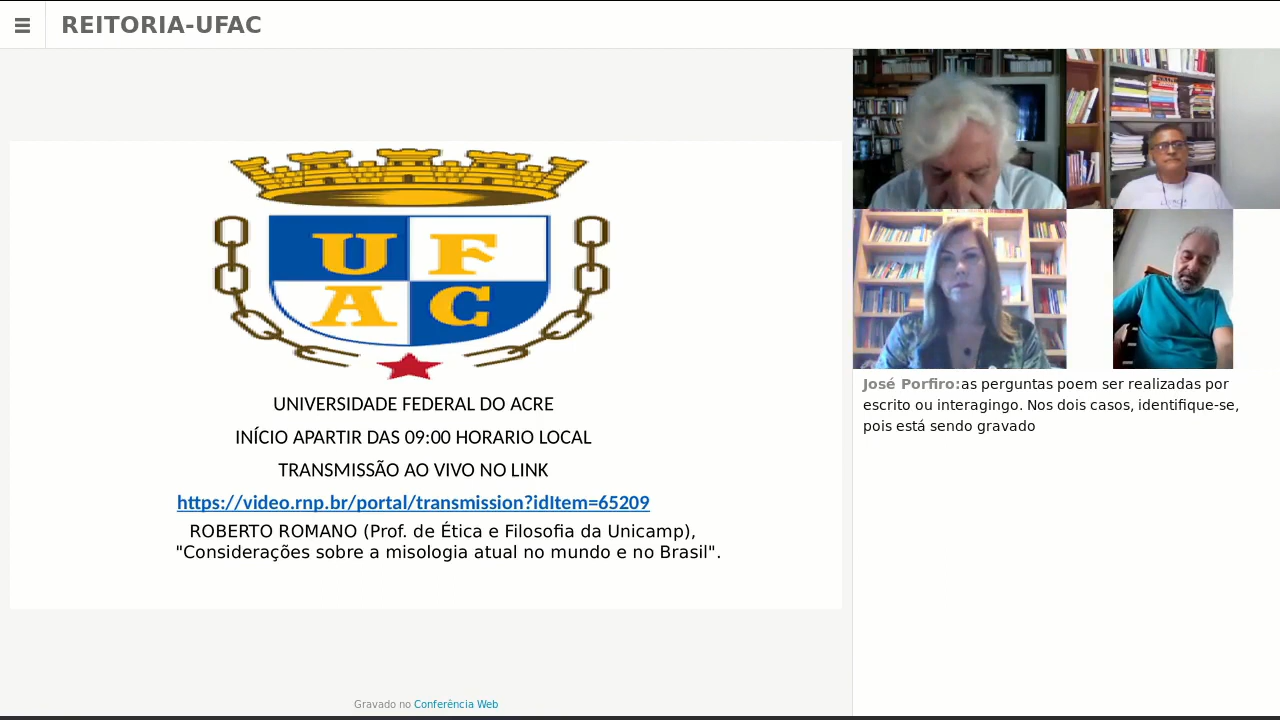 REITORIA-UFAC
U F
A C
UNIVERSIDADE FEDERAL DO ACRE
INÍCIO APARTIR DAS 09:00 HORARIO LOCAL
TRANSMISSÃO AO VIVO NO LINK
https://video.rnp.br/portal/transmission?idItem=65209
ROBERTO ROMANO (Prof. de Ética e Filosofia da Unicamp),
"Considerações sobre a misologia atual no mundo e no Brasil".
José Porfiro:as perguntas poem ser realizadas por
escrito ou interagingo. Nos dois casos, identifique-se,
pois está sendo gravado
Gravado no Conferência Web